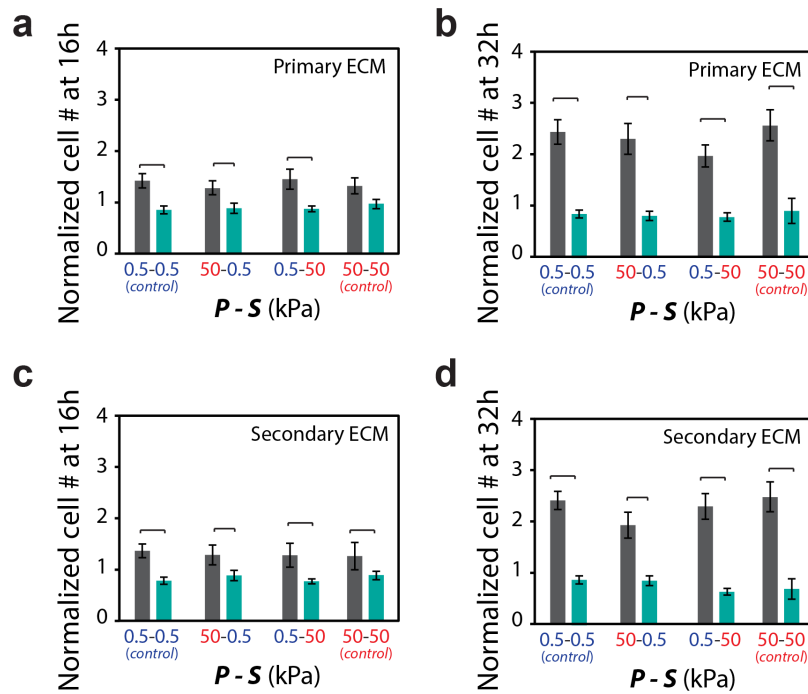 a
Normalized cell # at 16h
4
3
2
1
0
Primary ECM
0.5-0.5 50-0.5 0.5-50 50-50
(control) (control)
P - S (kPa)
b
Normalized cell # at 32h
4
3
2
1
0
Primary ECM
0.5-0.5 50-0.5 0.5-50 50-50
(control) (control)
P - S (kPa)
c
Normalized cell # at 16h
4
3
2
1
0
Secondary ECM
0.5-0.5 50-0.5 0.5-50 50-50
(control) (control)
P - S (kPa)
d
Normalized cell # at 32h
4
3
2
1
0
Secondary ECM
0.5-0.5 50-0.5 0.5-50 50-50
(control) (control)
P - S (kPa)